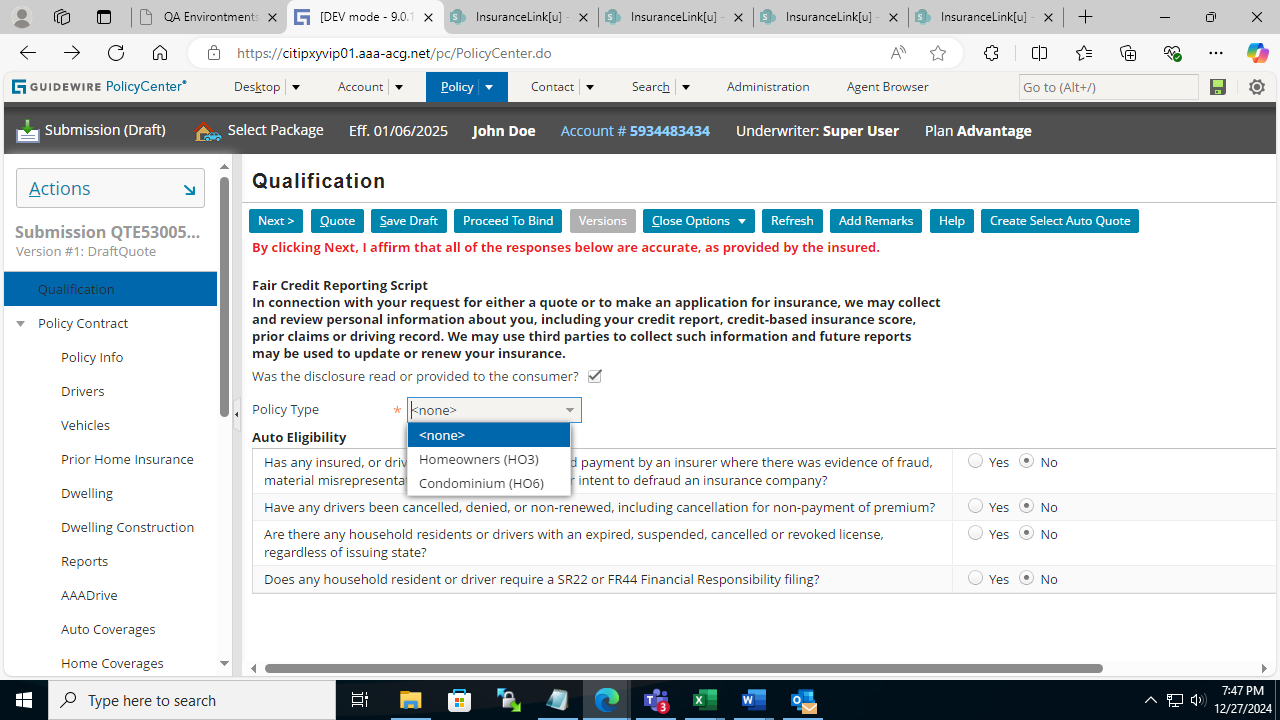 QA Environtments
[DEV mode - 9.0.1
InsuranceLink[u] -
InsuranceLink[u] -
InsuranceLink[u] -
InsuranceLink[u] -
https://citipxyvip01.aaa-acg.net/pc/PolicyCenter.do
GUIDEWIRE PolicyCenter®
Desktop
Account
Policy
Contact
Search
Administration
Agent Browser
Go to (Alt+/)
Submission (Draft)
Select Package
Eff. 01/06/2025
John Doe
Account # 5934483434
Underwriter: Super User
Plan Advantage
Actions
Submission QTE53005...
Version #1: DraftQuote
Qualification
Policy Contract
Policy Info
Drivers
Vehicles
Prior Home Insurance
Dwelling
Dwelling Construction
Reports
AAADrive
Auto Coverages
Home Coverages
Qualification
Next >
Quote
Save Draft
Proceed To Bind
Versions
Close Options
Refresh
Add Remarks
Help
Create Select Auto Quote
By clicking Next, I affirm that all of the responses below are accurate, as provided by the insured.
Fair Credit Reporting Script
In connection with your request for either a quote or to make an application for insurance, we may collect
and review personal information about you, including your credit report, credit-based insurance score,
prior claims or driving record. We may use third parties to collect such information and future reports
may be used to update or renew your insurance.
Was the disclosure read or provided to the consumer?
Policy Type * <none>
<none>
Homeowners (HO3)
Condominium (HO6)
Auto Eligibility
Has any insured, or driv d payment by an insurer where there was evidence of fraud,
material misrepresentat r intent to defraud an insurance company?
Yes No
Have any drivers been cancelled, denied, or non-renewed, including cancellation for non-payment of premium?
Yes No
Are there any household residents or drivers with an expired, suspended, cancelled or revoked license,
regardless of issuing state?
Yes No
Does any household resident or driver require a SR22 or FR44 Financial Responsibility filing?
Yes No
Type here to search
3
7:47 PM
12/27/2024